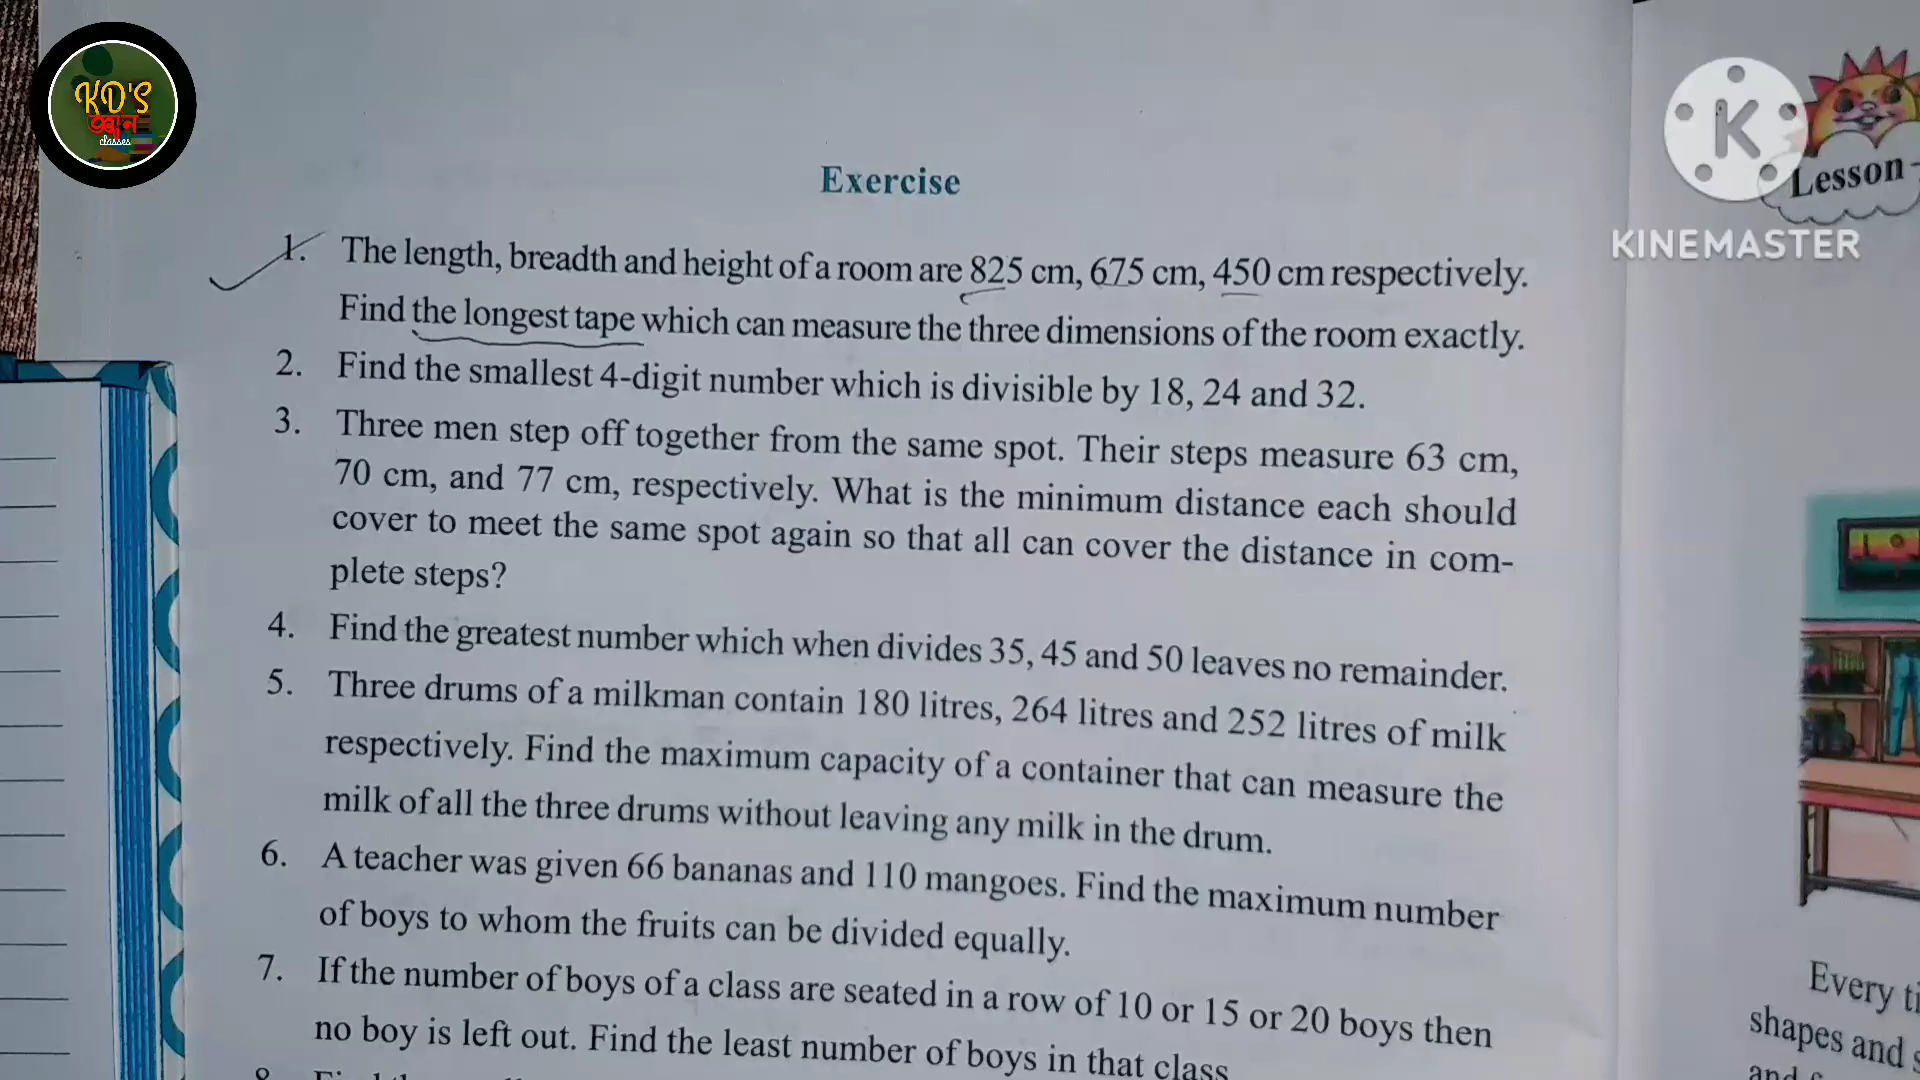 KD'S
জ্ঞান
classes
KINEMASTER
Lesson-
Exercise
1. The length, breadth and height of a room are 825 cm, 675 cm, 450 cm respectively.
Find the longest tape which can measure the three dimensions of the room exactly.
2. Find the smallest 4-digit number which is divisible by 18, 24 and 32.
3. Three men step off together from the same spot. Their steps measure 63 cm,
70 cm, and 77 cm, respectively. What is the minimum distance each should
cover to meet the same spot again so that all can cover the distance in com-
plete steps?
4. Find the greatest number which when divides 35, 45 and 50 leaves no remainder.
5. Three drums of a milkman contain 180 litres, 264 litres and 252 litres of milk
respectively. Find the maximum capacity of a container that can measure the
milk of all the three drums without leaving any milk in the drum.
6. A teacher was given 66 bananas and 110 mangoes. Find the maximum number
of boys to whom the fruits can be divided equally.
7. If the number of boys of a class are seated in a row of 10 or 15 or 20 boys then
no boy is left out. Find the least number of boys in that class
Every
shapes and